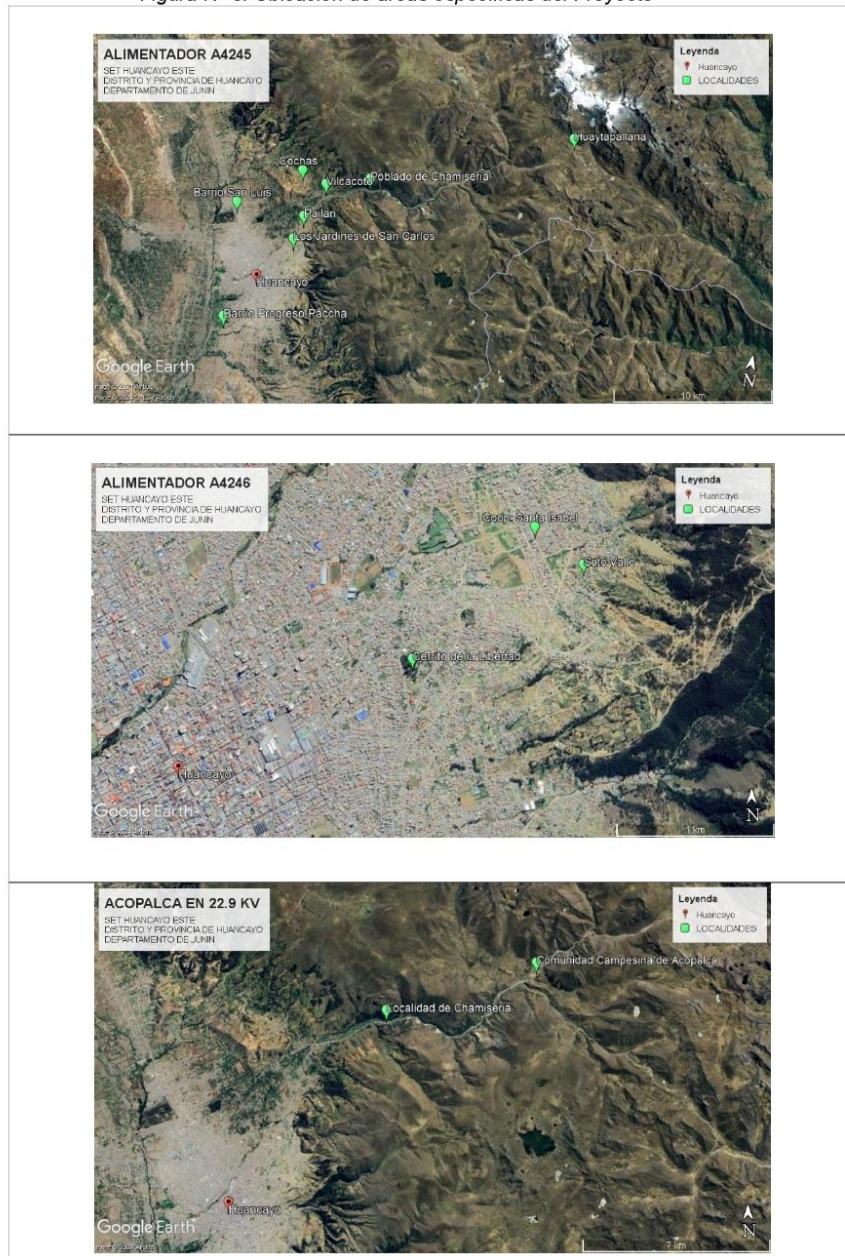 ALIMENTADOR A4245
SET HUANCAYO ESTE
DISTRITO Y PROVINCIA DE HUANCAYO
DEPARTAMENTO DE JUNIN
Leyenda
Huancayo
LOCALIDADES
Huaytapallana
Cochas
Vilcacoto
Poblado de Chamiseria
Barrio San Luis
Pallan
Los Jardines de San Carlos
Huancayo
Barrio Progreso Paccha
Google Earth
10 km
N
ALIMENTADOR A4246
SET HUANCAYO ESTE
DISTRITO Y PROVINCIA DE HUANCAYO
DEPARTAMENTO DE JUNIN
Leyenda
Huancayo
LOCALIDADES
Coop. Santa Isabel
Soto Valle
Cerrito de la Libertad
Huancayo
Google Earth
1 km
N
ACOPALCA EN 22.9 KV
SET HUANCAYO ESTE
DISTRITO Y PROVINCIA DE HUANCAYO
DEPARTAMENTO DE JUNIN
Leyenda
Huancayo
LOCALIDADES
Comunidad Campesina de Acopalca
Localidad de Chamiseria
Huancayo
Google Earth
7 km
N